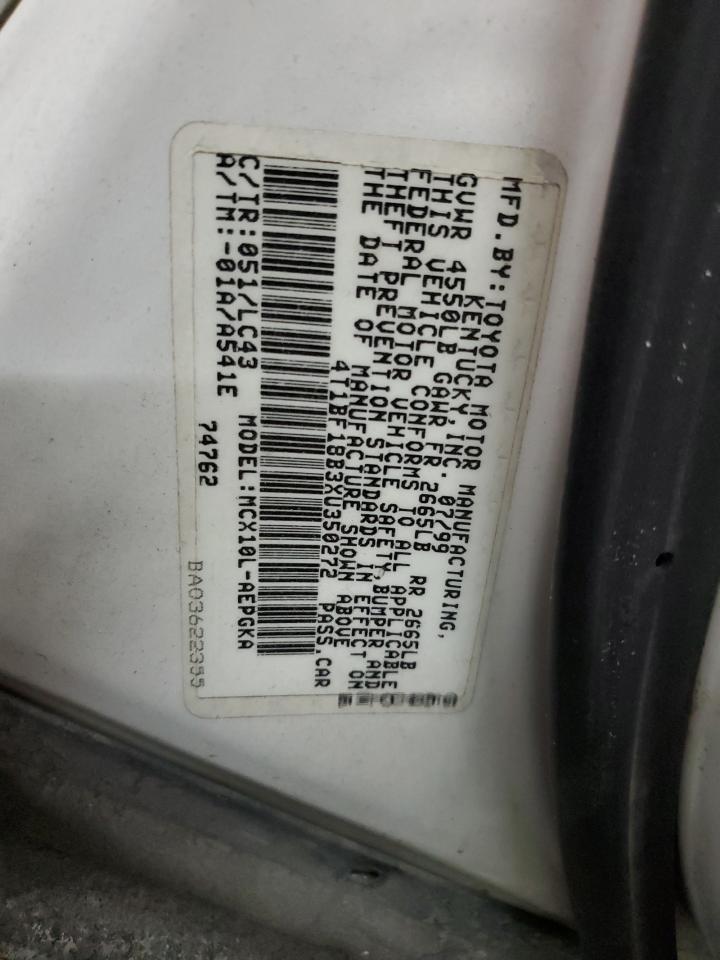 MFD.BY:TOYOTA MOTOR MANUFACTURING,
KENTUCKY,INC. 07/99
GVWR 4550LB GAWR FR 2665LB RR 2665LB
THIS VEHICLE CONFORMS TO ALL APPLICABLE
FEDERAL MOTOR VEHICLE SAFETY,BUMPER AND
THEFT PREVENTION STANDARDS IN EFFECT ON
THE DATE OF MANUFACTURE SHOWN ABOVE
4T1BF18B3XU350272 PASS.CAR
C/TR:051/LC43 MODEL:MCX10L-AEPGKA
A/TM:-01A/A541E
74762
BA03622355